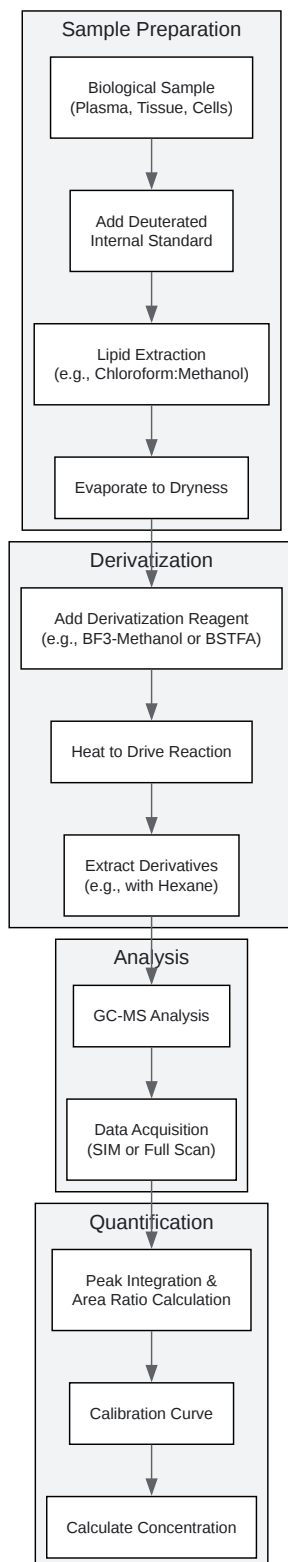 Sample Preparation
Biological Sample
(Plasma, Tissue, Cells)
Add Deuterated
Internal Standard
Lipid Extraction
(e.g., Chloroform:Methanol)
Evaporate to Dryness
Derivatization
Add Derivatization Reagent
(e.g., BF3-Methanol or BSTFA)
Heat to Drive Reaction
Extract Derivatives
(e.g., with Hexane)
Analysis
GC-MS Analysis
Data Acquisition
(SIM or Full Scan)
Quantification
Peak Integration &
Area Ratio Calculation
Calibration Curve
Calculate Concentration